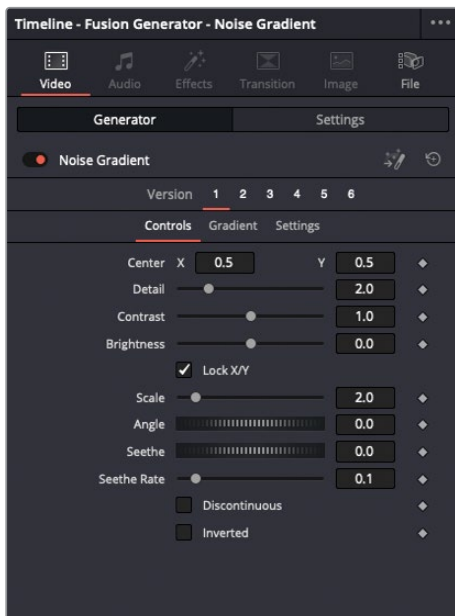 Timeline - Fusion Generator - Noise Gradient
Video Audio Effects Transition Image File
Generator Settings
Noise Gradient
Version 1 2 3 4 5 6
Controls Gradient Settings
Center X 0.5 Y 0.5
Detail 2.0
Contrast 1.0
Brightness 0.0
Lock X/Y
Scale 2.0
Angle 0.0
Seethe 0.0
Seethe Rate 0.1
Discontinuous
Inverted